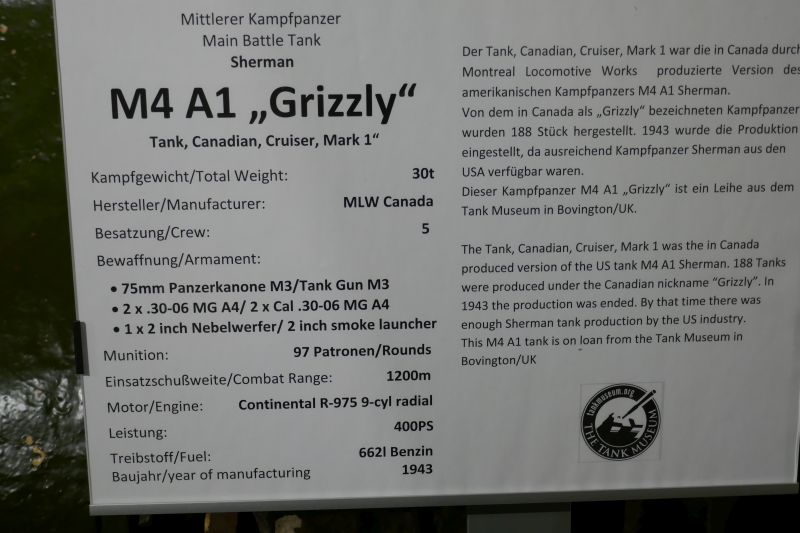 Mittlerer Kampfpanzer
Main Battle Tank
Sherman
M4 A1 „Grizzly“
Tank, Canadian, Cruiser, Mark 1“
Kampfgewicht/Total Weight: 30t
Hersteller/Manufacturer: MLW Canada
Besatzung/Crew: 5
Bewaffnung/Armament:
• 75mm Panzerkanone M3/Tank Gun M3
• 2 x .30-06 MG A4/ 2 x Cal .30-06 MG A4
• 1 x 2 inch Nebelwerfer/ 2 inch smoke launcher
Munition: 97 Patronen/Rounds
Einsatzschußweite/Combat Range: 1200m
Motor/Engine: Continental R-975 9-cyl radial
Leistung: 400PS
Treibstoff/Fuel: 662l Benzin
Baujahr/year of manufacturing 1943
Der Tank, Canadian, Cruiser, Mark 1 war die in Canada durch
Montreal Locomotive Works produzierte Version des
amerikanischen Kampfpanzers M4 A1 Sherman.
Von dem in Canada als „Grizzly“ bezeichneten Kampfpanzer
wurden 188 Stück hergestellt. 1943 wurde die Produktion
eingestellt, da ausreichend Kampfpanzer Sherman aus den
USA verfügbar waren.
Dieser Kampfpanzer M4 A1 „Grizzly“ ist ein Leihe aus dem
Tank Museum in Bovington/UK.
The Tank, Canadian, Cruiser, Mark 1 was the in Canada
produced version of the US tank M4 A1 Sherman. 188 Tanks
were produced under the Canadian nickname “Grizzly”. In
1943 the production was ended. By that time there was
enough Sherman tank production by the US industry.
This M4 A1 tank is on loan from the Tank Museum in
Bovington/UK
tankmuseum.org
THE TANK MUSEUM